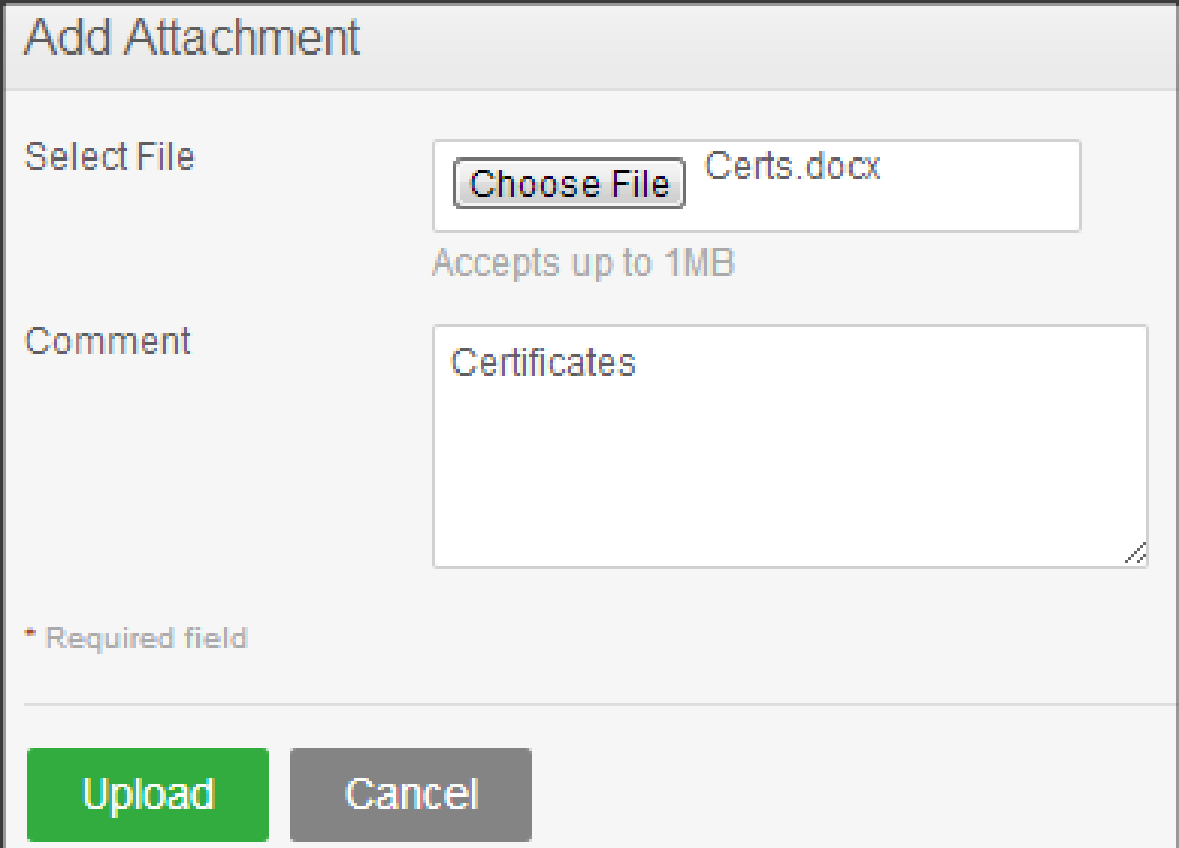 Add Attachment
Select File
Choose File Certs.docx
Accepts up to 1MB
Comment
Certificates
* Required field
Upload Cancel